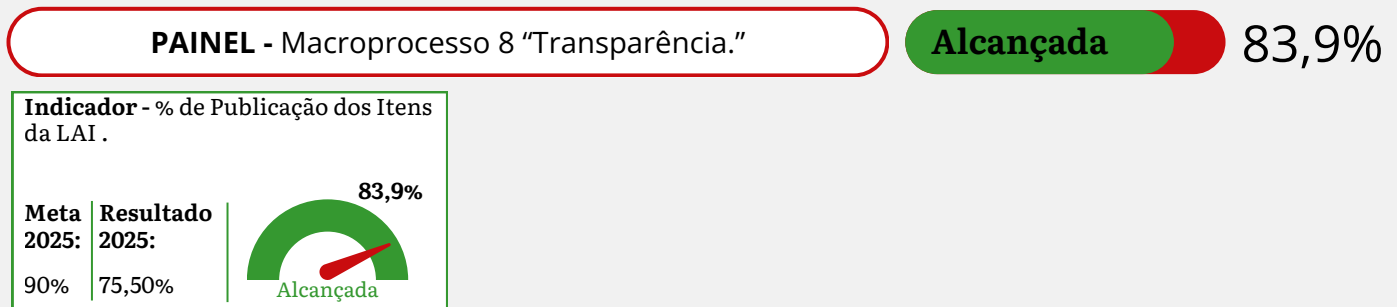 PAINEL - Macroprocesso 8 “Transparência.”
Alcançada
83,9%
Indicador - % de Publicação dos Itens
da LAI .
83,9%
Meta
2025:
Resultado
2025:
90%
75,50%
Alcançada